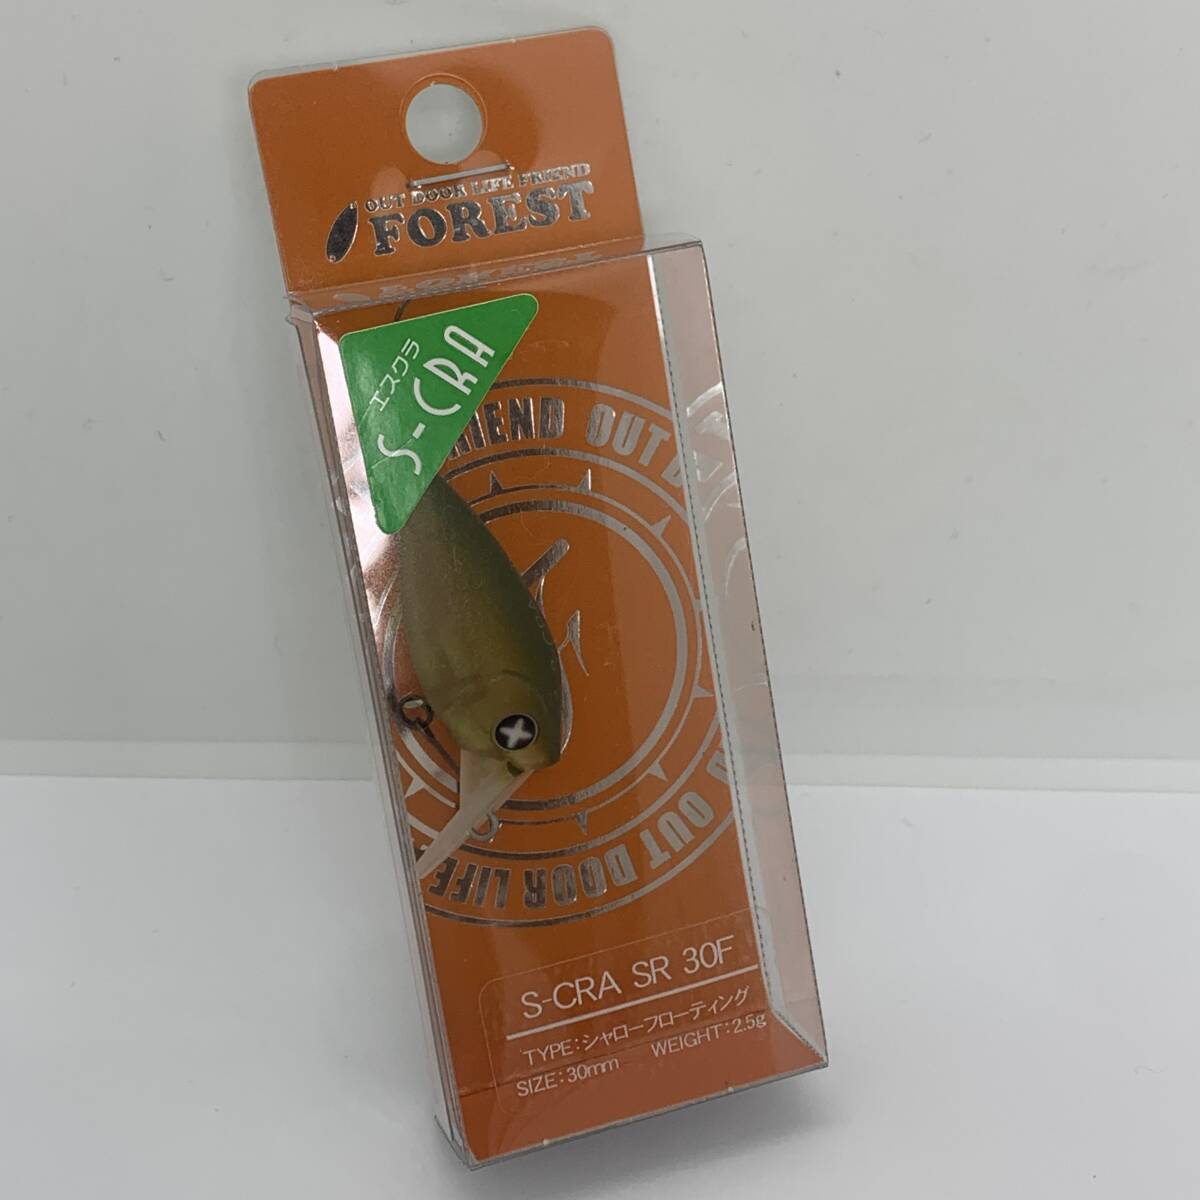 OUT DOOR LIFE FRIEND
FOREST
エスクラ
S-CRA
RIEND OUT D
OUT DOOR LIFE
S-CRA SR 30F
TYPE:シャローフローティング
SIZE:30mm WEIGHT:2.5g